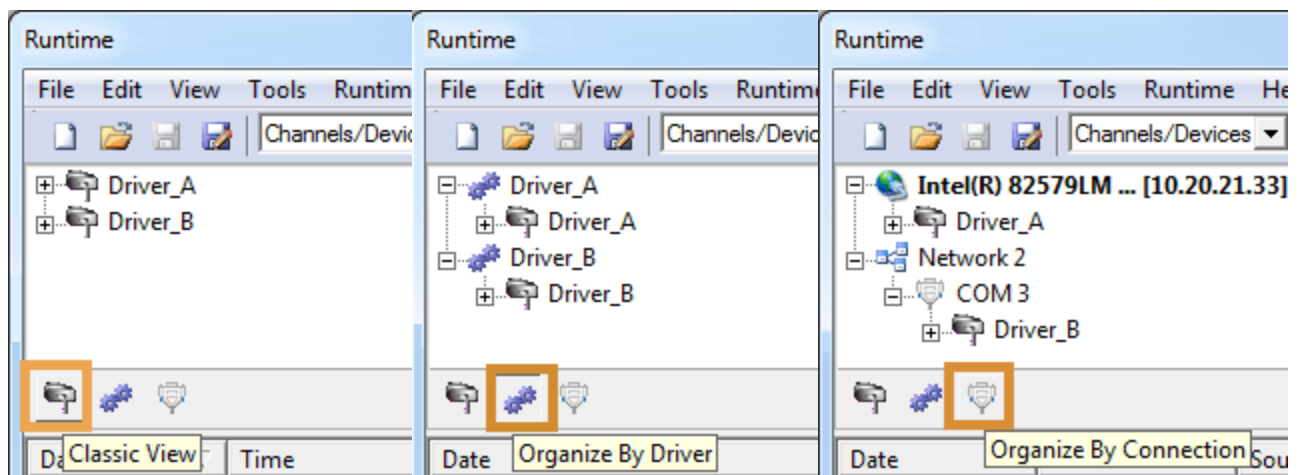 Runtime
File Edit View Tools Runtim
Channels/Devic
Driver_A
Driver_B
Classic View
Time
Runtime
File Edit View Tools Runtime
Channels/Devic
Driver_A
Driver_A
Driver_B
Driver_B
Organize By Driver
Date
Runtime
File Edit View Tools Runtime He
Channels/Devices
Intel(R) 82579LM ... [10.20.21.33]
Driver_A
Network 2
COM 3
Driver_B
Organize By Connection
Date Sou